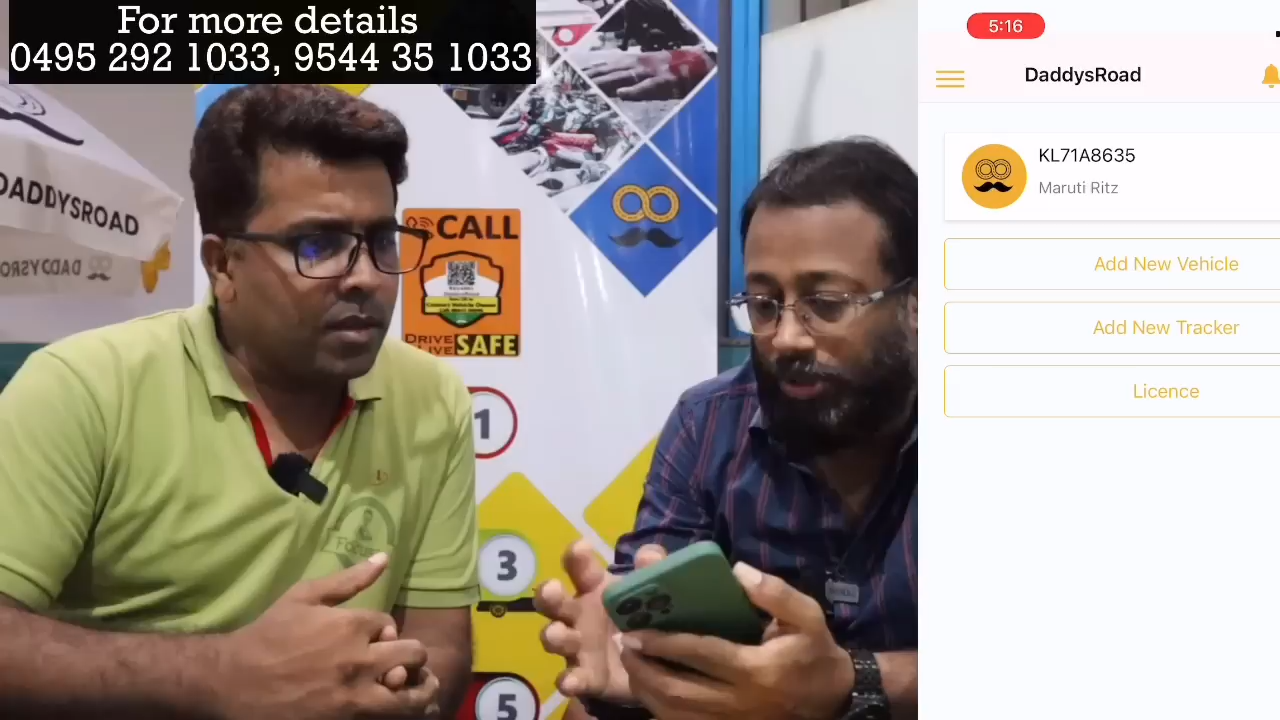 For more details
0495 292 1033, 9544 35 1033
5:16
DaddysRoad
KL71A8635
Maruti Ritz
Add New Vehicle
Add New Tracker
Licence
DADDYSROAD
CALL
DRIVE
LIVE SAFE
1
3
5